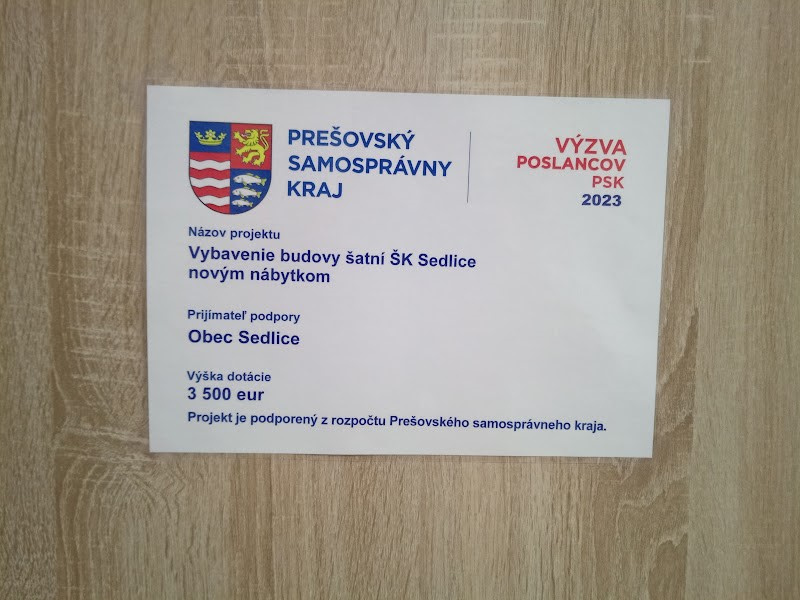 PREŠOVSKÝ
SAMOSPRÁVNY
KRAJ
VÝZVA
POSLANCOV
PSK
2023
Názov projektu
Vybavenie budovy šatní ŠK Sedlice
novým nábytkom
Prijímateľ podpory
Obec Sedlice
Výška dotácie
3 500 eur
Projekt je podporený z rozpočtu Prešovského samosprávneho kraja.